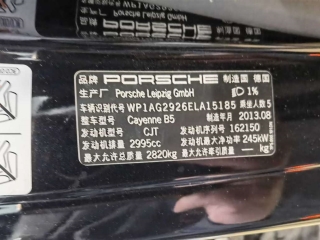 品牌 PORSCHE 制造国 德国
生产厂 Porsche Leipzig GmbH 1%
车辆识别代号 WP1AG2926ELA15185 乘坐人数 5
整车型号 Cayenne B5 制造年月 2013.08
发动机型号 CJT 发动机序列号 162150
发动机排量 2995cc 发动机最大净功率 245kW
最大允许总质量 2820kg 最大允许牵引质量 — kg